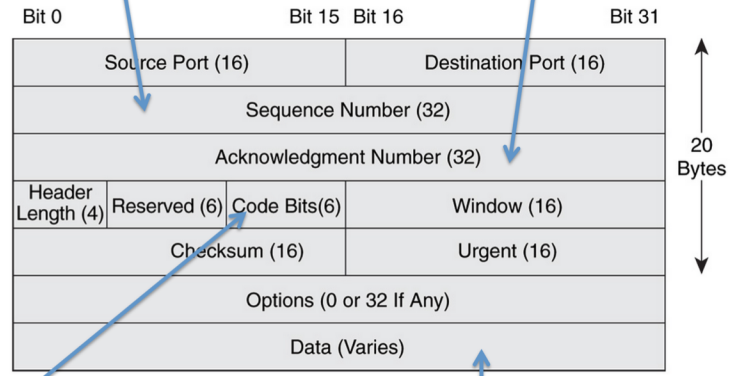 Bit 0 Bit 15 Bit 16 Bit 31
Source Port (16) Destination Port (16)
Sequence Number (32)
Acknowledgment Number (32)
20
Bytes
Header
Length (4) Reserved (6) Code Bits(6) Window (16)
Checksum (16) Urgent (16)
Options (0 or 32 If Any)
Data (Varies)